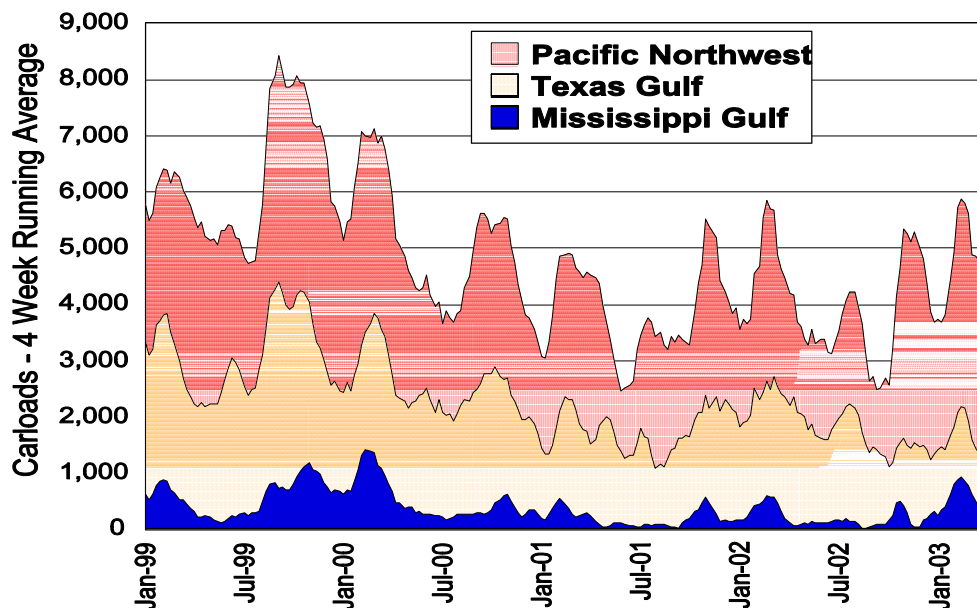 Carloads - 4 Week Running Average
9,000
8,000
7,000
6,000
5,000
4,000
3,000
2,000
1,000
0
Pacific Northwest
Texas Gulf
Mississippi Gulf
Jan-99
Jul-99
Jan-00
Jul-00
Jan-01
Jul-01
Jan-02
Jul-02
Jan-03